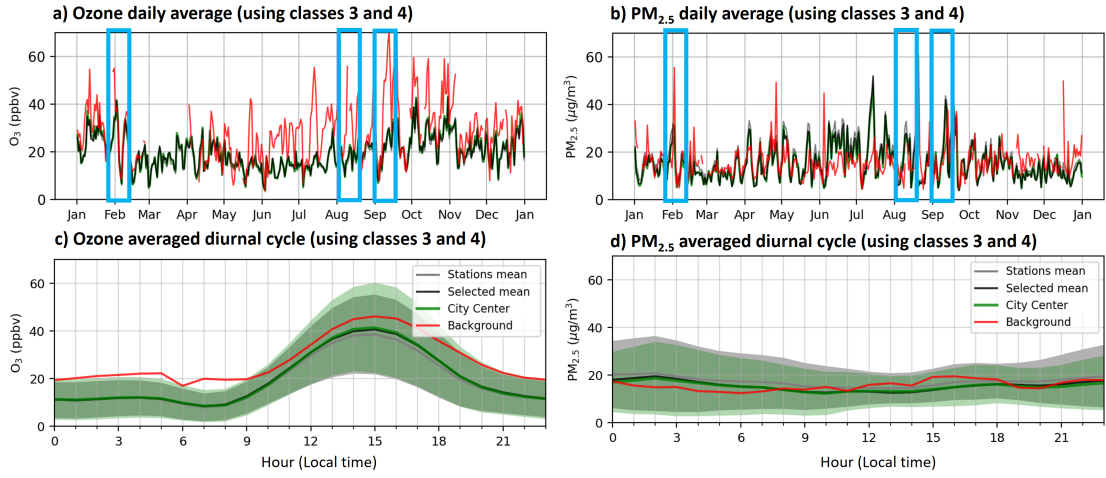 a) Ozone daily average (using classes 3 and 4)
O₃ (ppbv)
60
40
20
0
Jan Feb Mar Apr May Jun Jul Aug Sep Oct Nov Dec Jan
b) PM₂.₅ daily average (using classes 3 and 4)
PM₂.₅ (µg/m³)
60
40
20
0
Jan Feb Mar Apr May Jun Jul Aug Sep Oct Nov Dec Jan
c) Ozone averaged diurnal cycle (using classes 3 and 4)
O₃ (ppbv)
60
40
20
0
Stations mean
Selected mean
City Center
Background
0 3 6 9 12 15 18 21
Hour (Local time)
d) PM₂.₅ averaged diurnal cycle (using classes 3 and 4)
PM₂.₅ (µg/m³)
60
40
20
0
Stations mean
Selected mean
City Center
Background
0 3 6 9 12 15 18 21
Hour (Local time)